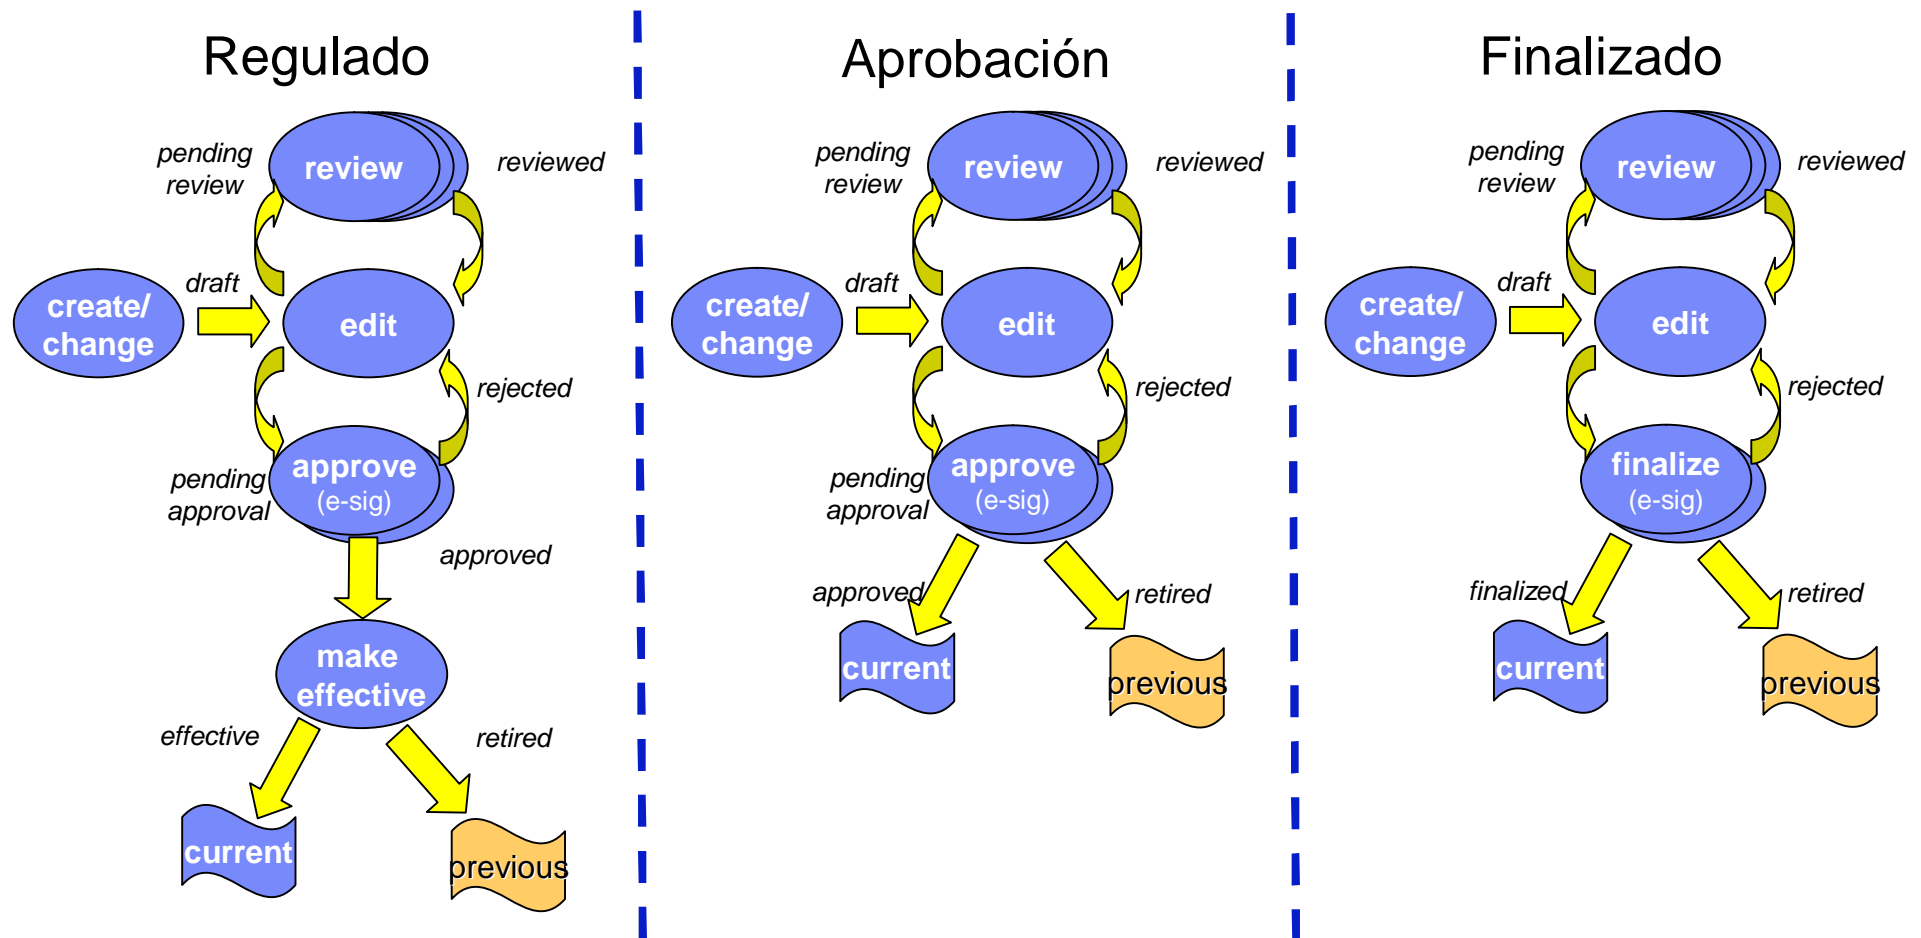 Regulado
pending
review
review
reviewed
draft
create/
change
edit
rejected
approve
(e-sig)
pending
approval
approved
make
effective
effective
retired
current
previous
Aprobación
pending
review
review
reviewed
draft
create/
change
edit
rejected
approve
(e-sig)
pending
approval
approved
retired
current
previous
Finalizado
pending
review
review
reviewed
draft
create/
change
edit
rejected
finalize
(e-sig)
finalized
retired
current
previous